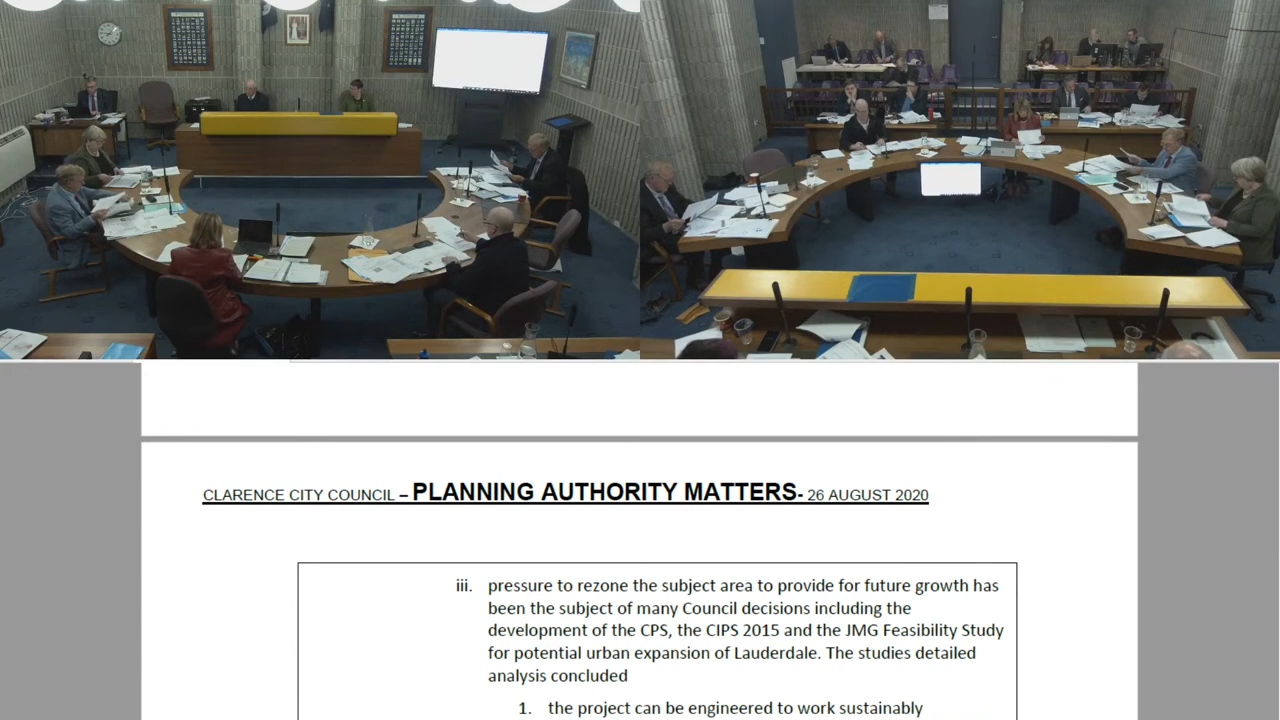 CLARENCE CITY COUNCIL – PLANNING AUTHORITY MATTERS- 26 AUGUST 2020
iii. pressure to rezone the subject area to provide for future growth has
been the subject of many Council decisions including the
development of the CPS, the CIPS 2015 and the JMG Feasibility Study
for potential urban expansion of Lauderdale. The studies detailed
analysis concluded
1. the project can be engineered to work sustainably